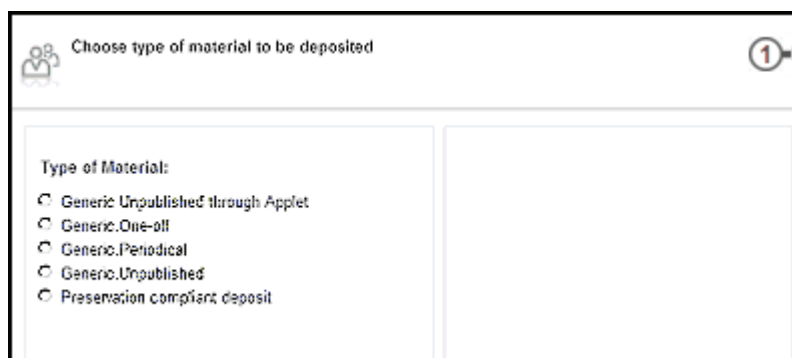 Choose type of material to be deposited
1
Type of Material:
Generic Unpublished through Applet
Generic.One-off
Generic.Periodical
Generic.Unpublished
Preservation compliant deposit